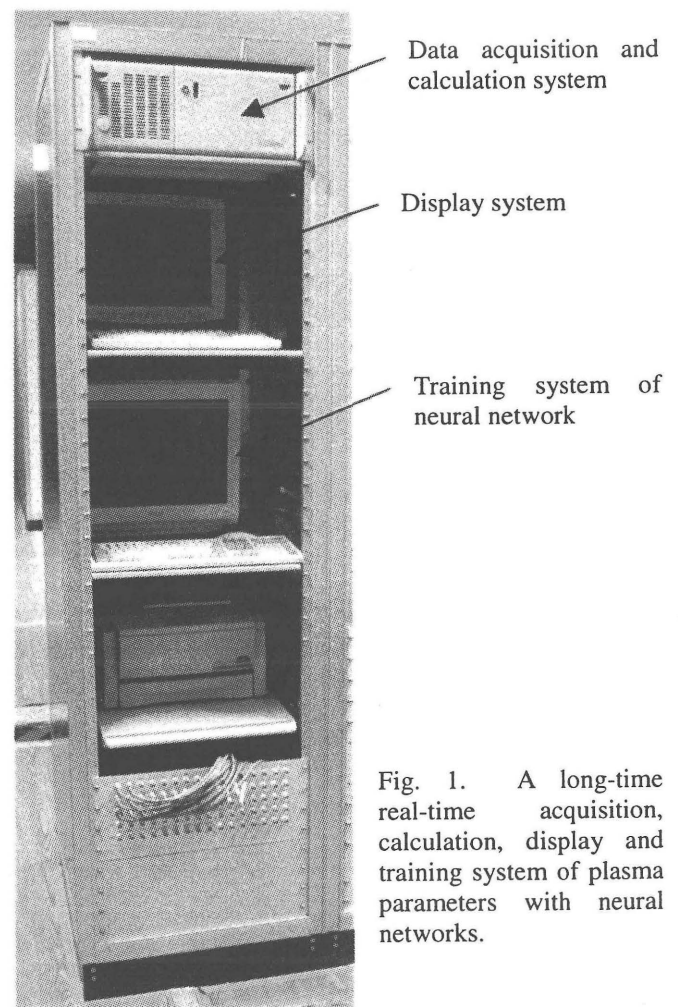 Data acquisition and
calculation system
Display system
Training system of
neural network
Fig. 1. A long-time
real-time acquisition,
calculation, display and
training system of plasma
parameters with neural
networks.